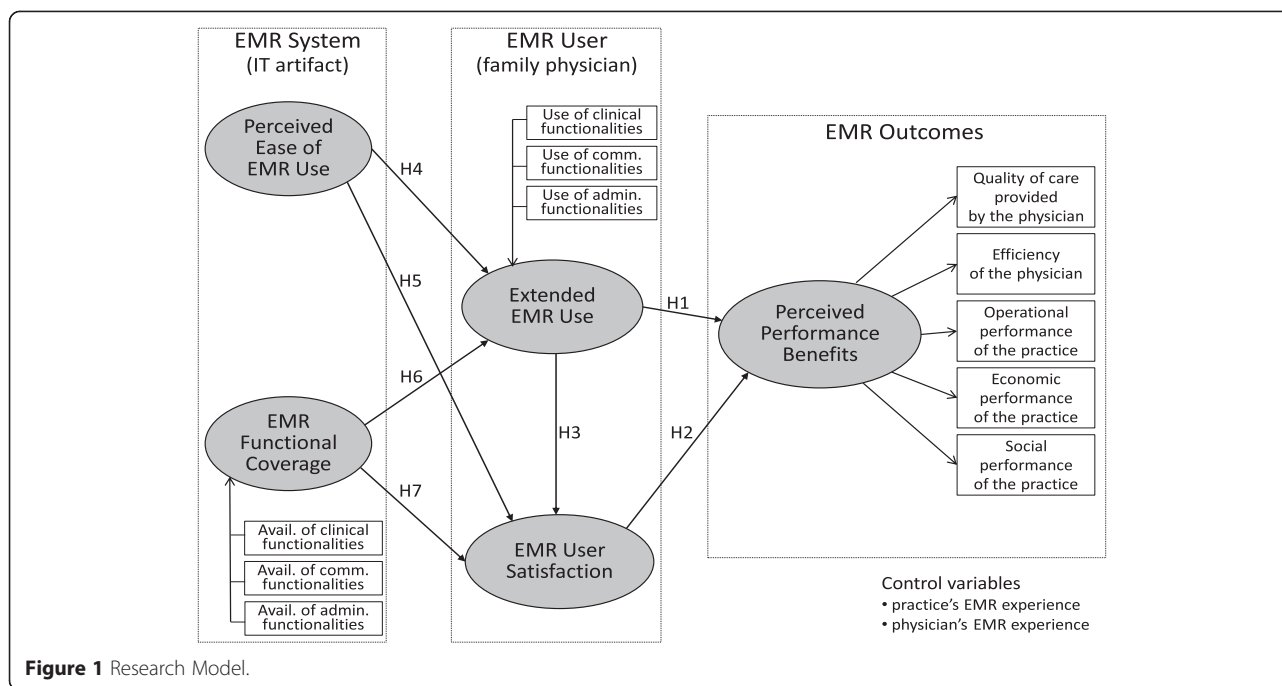 EMR System
(IT artifact)
Perceived
Ease of
EMR Use
EMR
Functional
Coverage
Avail. of clinical
functionalities
Avail. of comm.
functionalities
Avail. of admin.
functionalities
H4
H5
H6
H7
EMR User
(family physician)
Use of clinical
functionalities
Use of comm.
functionalities
Use of admin.
functionalities
Extended
EMR Use
H3
EMR User
Satisfaction
H1
H2
EMR Outcomes
Perceived
Performance
Benefits
Quality of care
provided
by the physician
Efficiency
of the physician
Operational
performance
of the practice
Economic
performance
of the practice
Social
performance
of the practice
Control variables
• practice's EMR experience
• physician's EMR experience
Figure 1 Research Model.